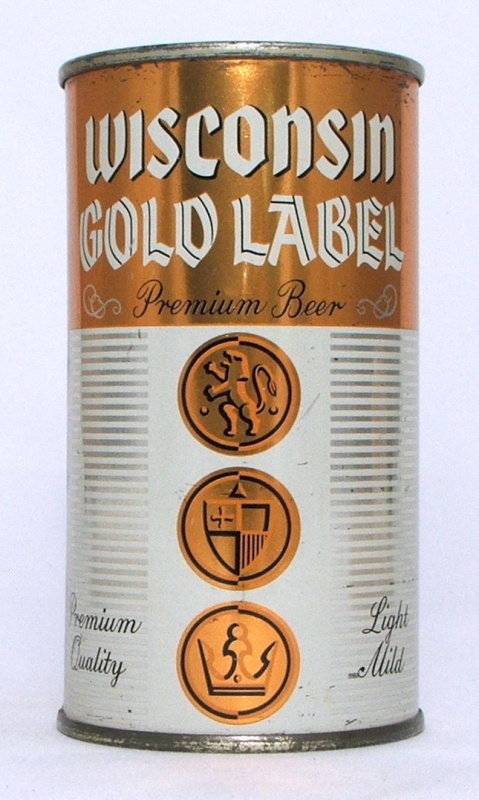 WISCONSIN
GOLD LABEL
Premium Beer
Premium
Quality
Light
Mild